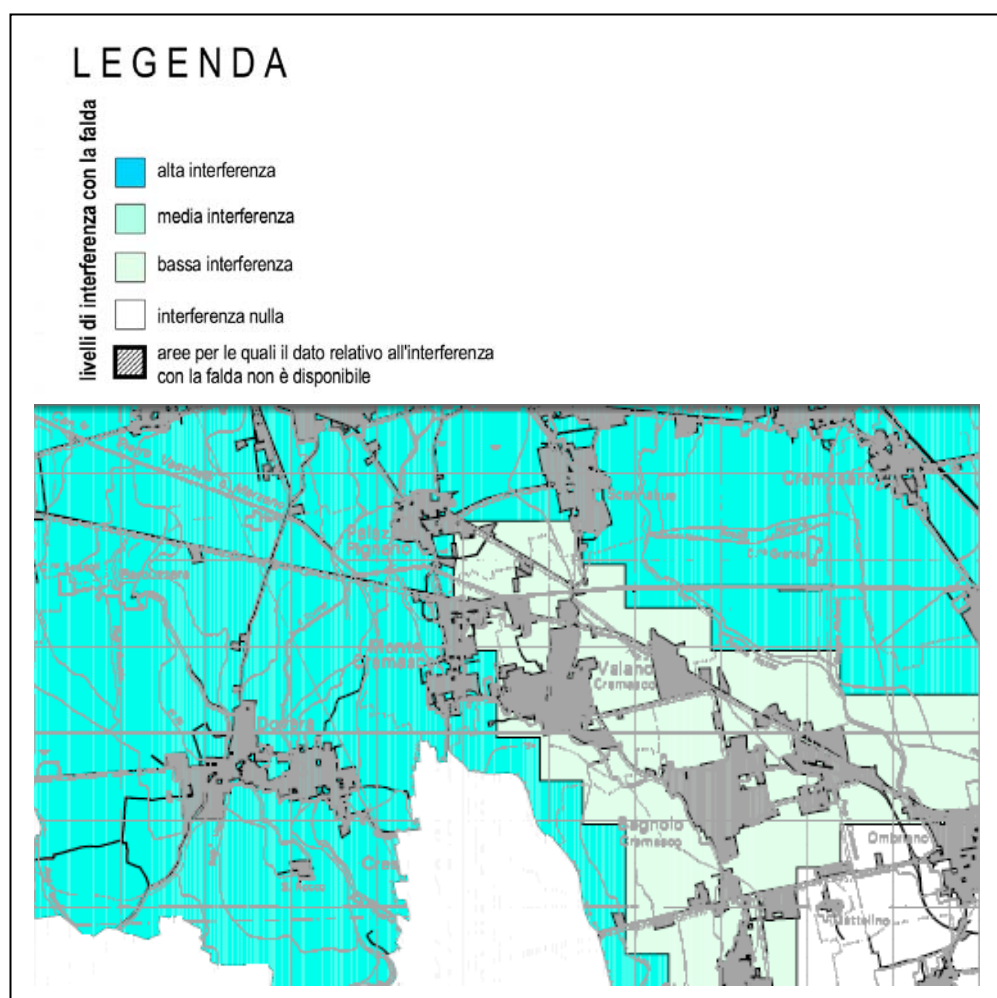 LEGENDA
livelli di interferenza con la falda
alta interferenza
media interferenza
bassa interferenza
interferenza nulla
aree per le quali il dato relativo all'interferenza
con la falda non è disponibile
Cremosano
Pignano
Monte
Cremasco
Vaiano
Cremasco
Dovera
Bagnolo
Cremasco
Ombriano
S. Rocco